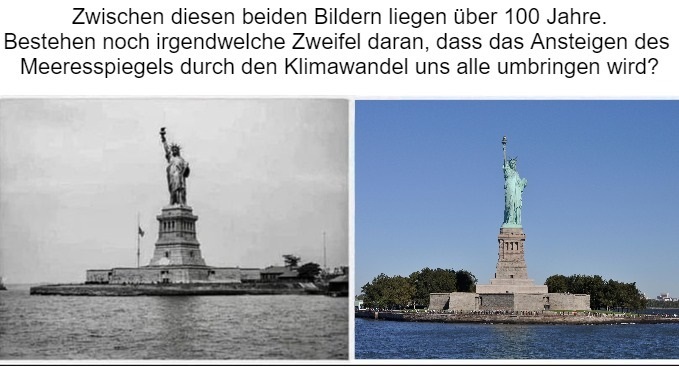 Zwischen diesen beiden Bildern liegen über 100 Jahre.
Bestehen noch irgendwelche Zweifel daran, dass das Ansteigen des
Meeresspiegels durch den Klimawandel uns alle umbringen wird?